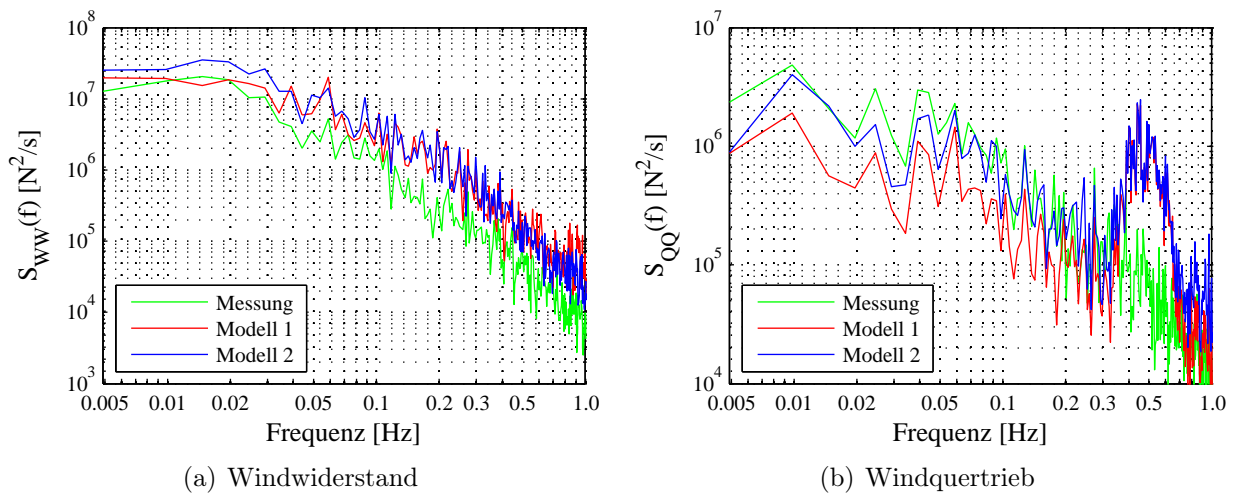 10^8
10^7
10^6
10^5
10^4
10^3
S_WW(f) [N^2/s]
Messung
Modell 1
Modell 2
0.005 0.01 0.02 0.05 0.1 0.2 0.3 0.5 1.0
Frequenz [Hz]
(a) Windwiderstand
10^7
10^6
10^5
10^4
S_QQ(f) [N^2/s]
Messung
Modell 1
Modell 2
0.005 0.01 0.02 0.05 0.1 0.2 0.3 0.5 1.0
Frequenz [Hz]
(b) Windquertrieb